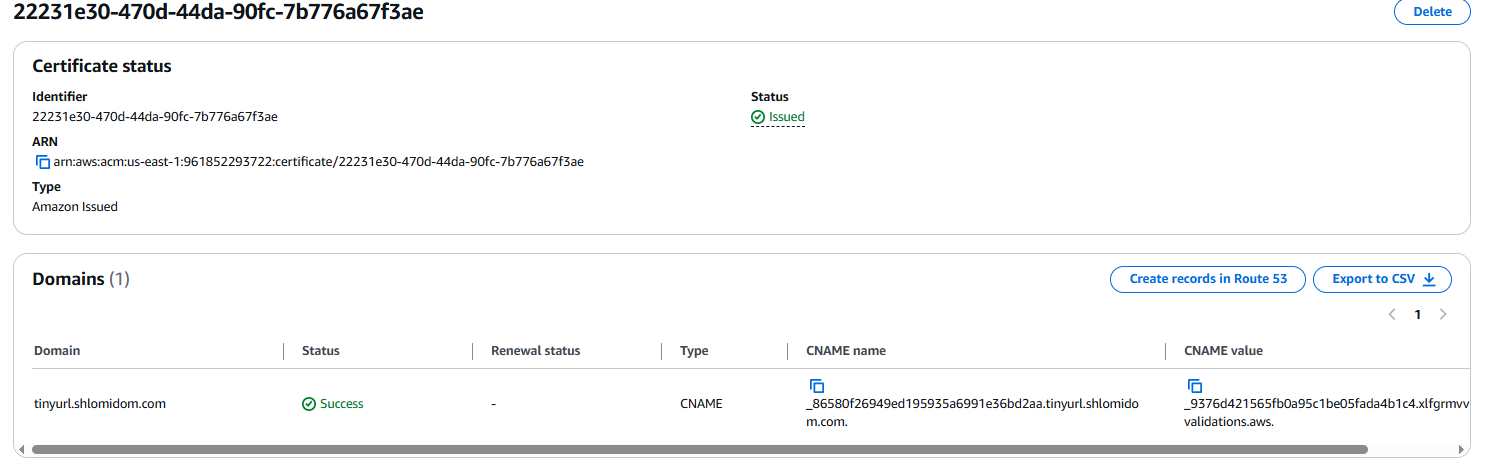 22231e30-470d-44da-90fc-7b776a67f3ae
Delete
Certificate status
Identifier
22231e30-470d-44da-90fc-7b776a67f3ae
Status
Issued
ARN
arn:aws:acm:us-east-1:961852293722:certificate/22231e30-470d-44da-90fc-7b776a67f3ae
Type
Amazon Issued
Domains (1)
Create records in Route 53
Export to CSV
1
Domain Status Renewal status Type CNAME name CNAME value
tinyurl.shlomidom.com Success - CNAME
_86580f26949ed195935a6991e36bd2aa.tinyurl.shlomido
m.com.
_9376d421565fb0a95c1be05fada4b1c4.xlfgrmvv
validations.aws.